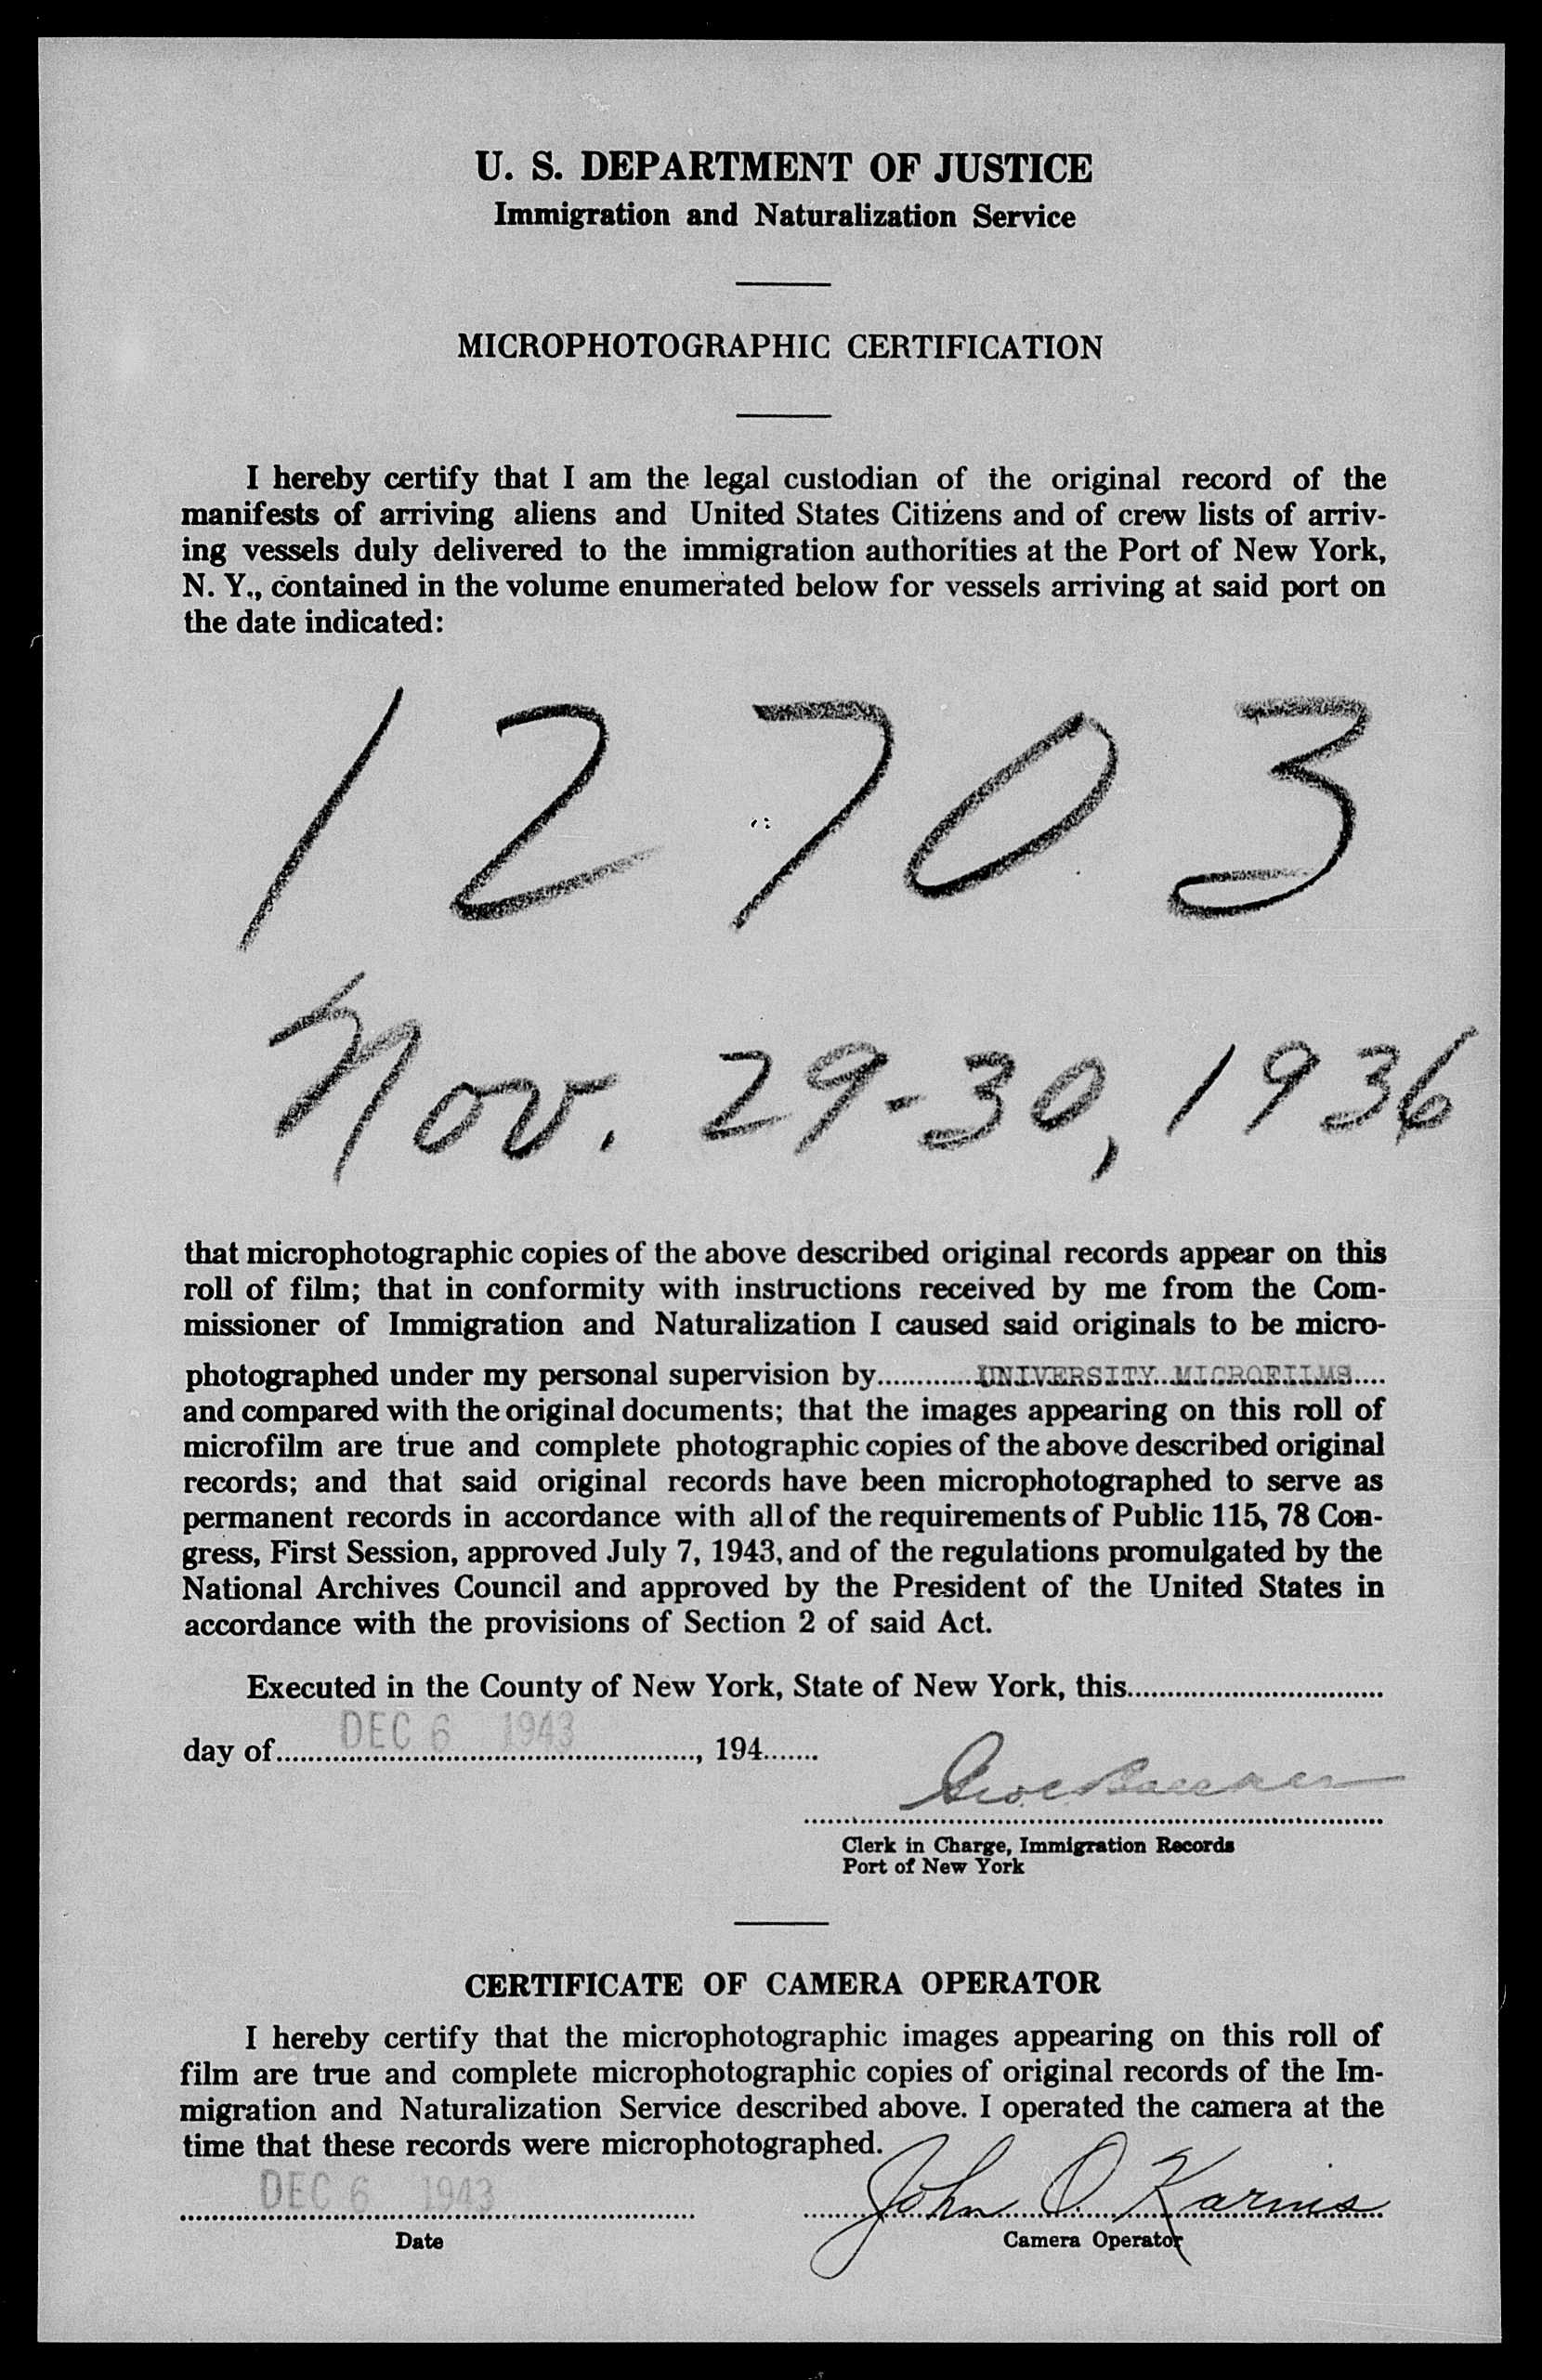 U. S. DEPARTMENT OF JUSTICE
Immigration and Naturalization Service
MICROPHOTOGRAPHIC CERTIFICATION
I hereby certify that I am the legal custodian of the original record of the
manifests of arriving aliens and United States Citizens and of crew lists of arriv-
ing vessels duly delivered to the immigration authorities at the Port of New York,
N. Y., contained in the volume enumerated below for vessels arriving at said port on
the date indicated:
12703
Nov. 29-30, 1936
that microphotographic copies of the above described original records appear on this
roll of film; that in conformity with instructions received by me from the Com-
missioner of Immigration and Naturalization I caused said originals to be micro-
photographed under my personal supervision by............UNIVERSITY MICROFILMS....
and compared with the original documents; that the images appearing on this roll of
microfilm are true and complete photographic copies of the above described original
records; and that said original records have been microphotographed to serve as
permanent records in accordance with all of the requirements of Public 115, 78 Con-
gress, First Session, approved July 7, 1943, and of the regulations promulgated by the
National Archives Council and approved by the President of the United States in
accordance with the provisions of Section 2 of said Act.
Executed in the County of New York, State of New York, this................................
day of DEC 6 1943, 194.......
Clerk in Charge, Immigration Records
Port of New York
CERTIFICATE OF CAMERA OPERATOR
I hereby certify that the microphotographic images appearing on this roll of
film are true and complete microphotographic copies of original records of the Im-
migration and Naturalization Service described above. I operated the camera at the
time that these records were microphotographed.
DEC 6 1943 John O. Karins
Date Camera Operator